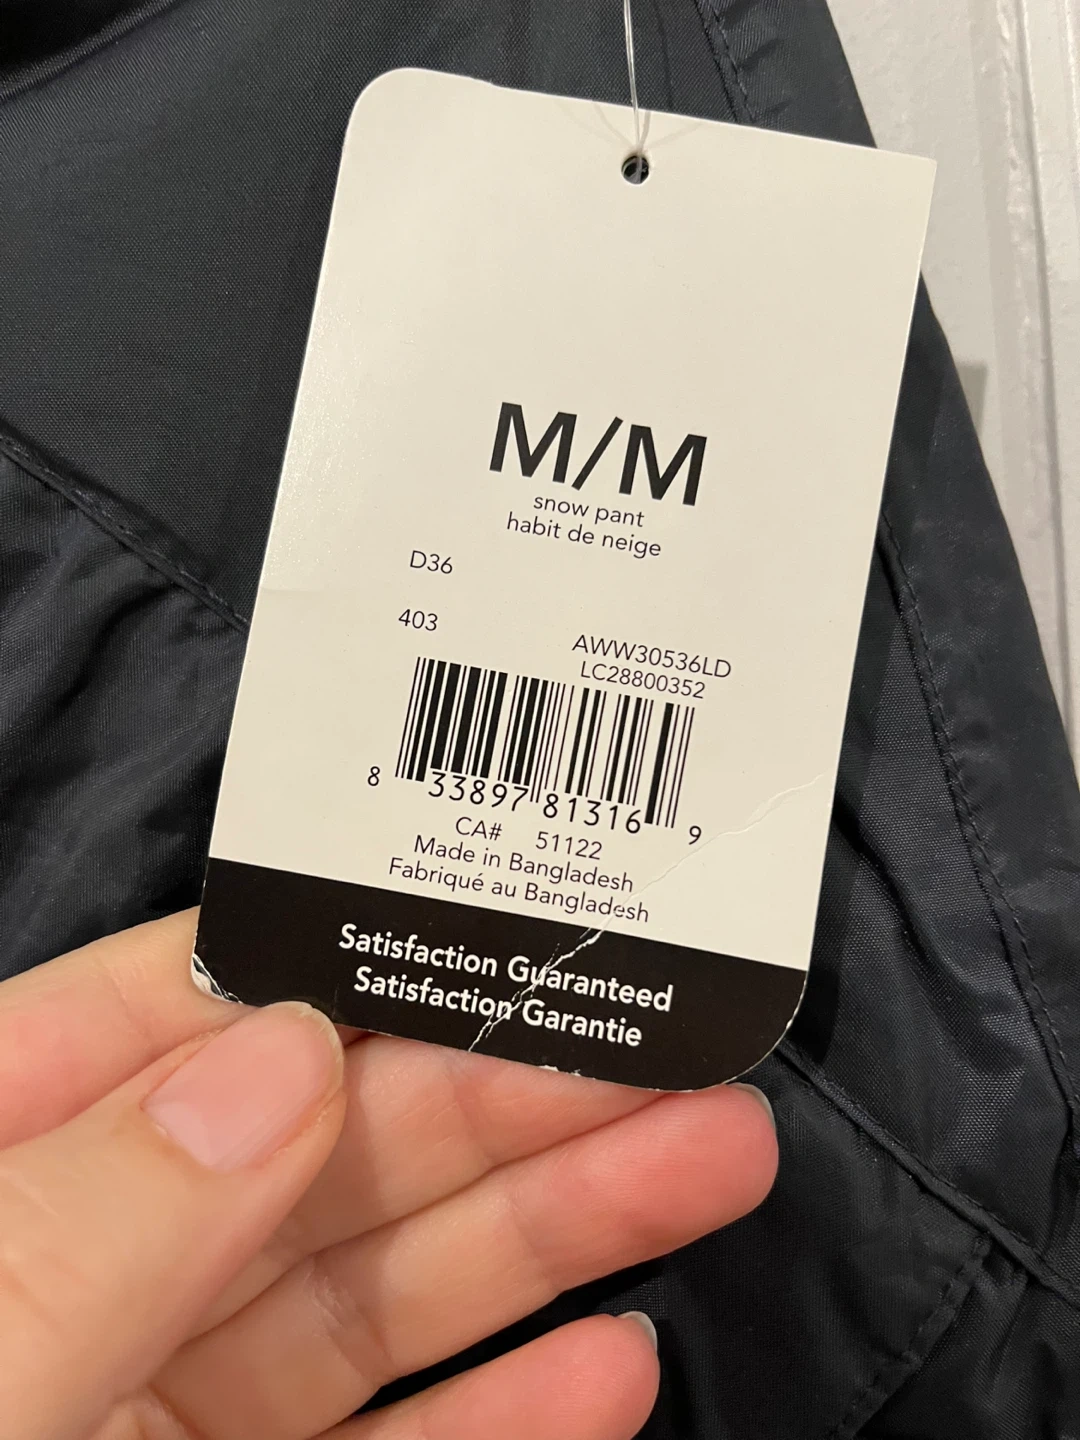 M/M
snow pant
habit de neige
D36
403
AWW30536LD
LC28800352
8 33897 81316 9
CA# 51122
Made in Bangladesh
Fabriqué au Bangladesh
Satisfaction Guaranteed
Satisfaction Garantie